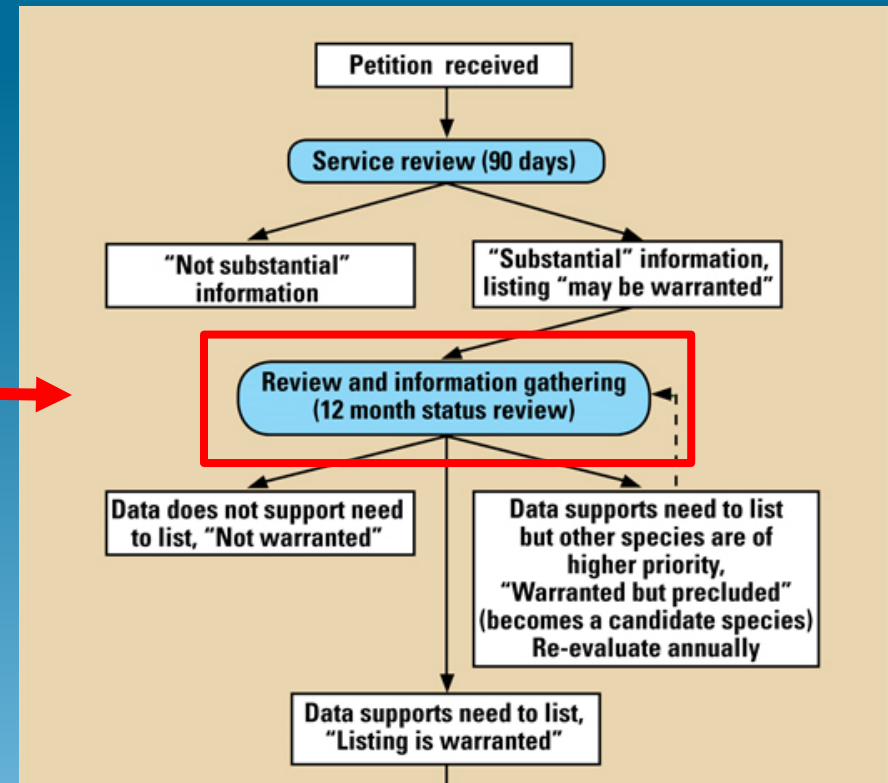 Petition received
Service review (90 days)
“Not substantial”
information
“Substantial” information,
listing “may be warranted”
Review and information gathering
(12 month status review)
Data does not support need
to list, “Not warranted”
Data supports need to list
but other species are of
higher priority,
“Warranted but precluded”
(becomes a candidate species)
Re-evaluate annually
Data supports need to list,
“Listing is warranted”